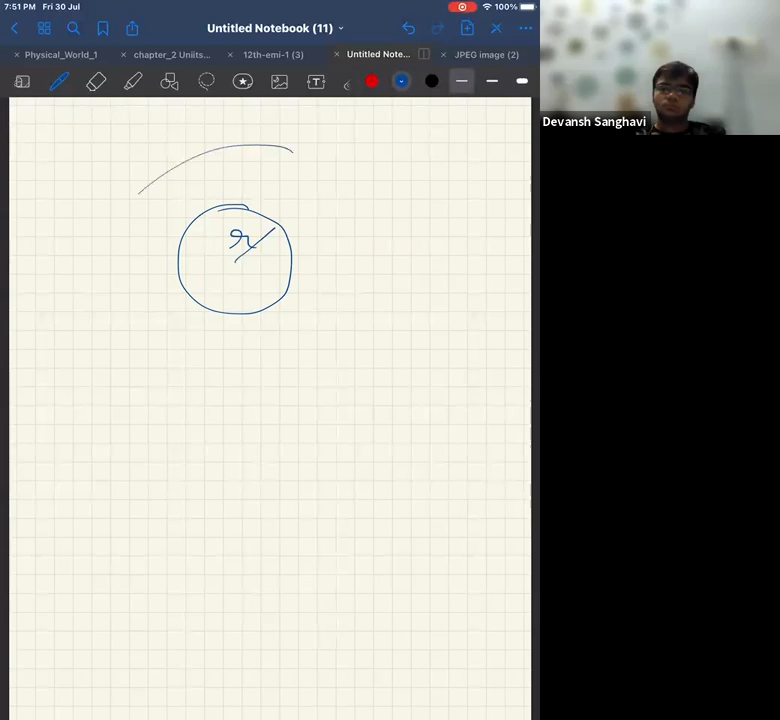 7:51 PM Fri 30 Jul
100%
Untitled Notebook (11)
Physical_World_1
chapter_2 Uniits...
12th-emi-1 (3)
Untitled Note...
JPEG image (2)
T
Devansh Sanghavi
r